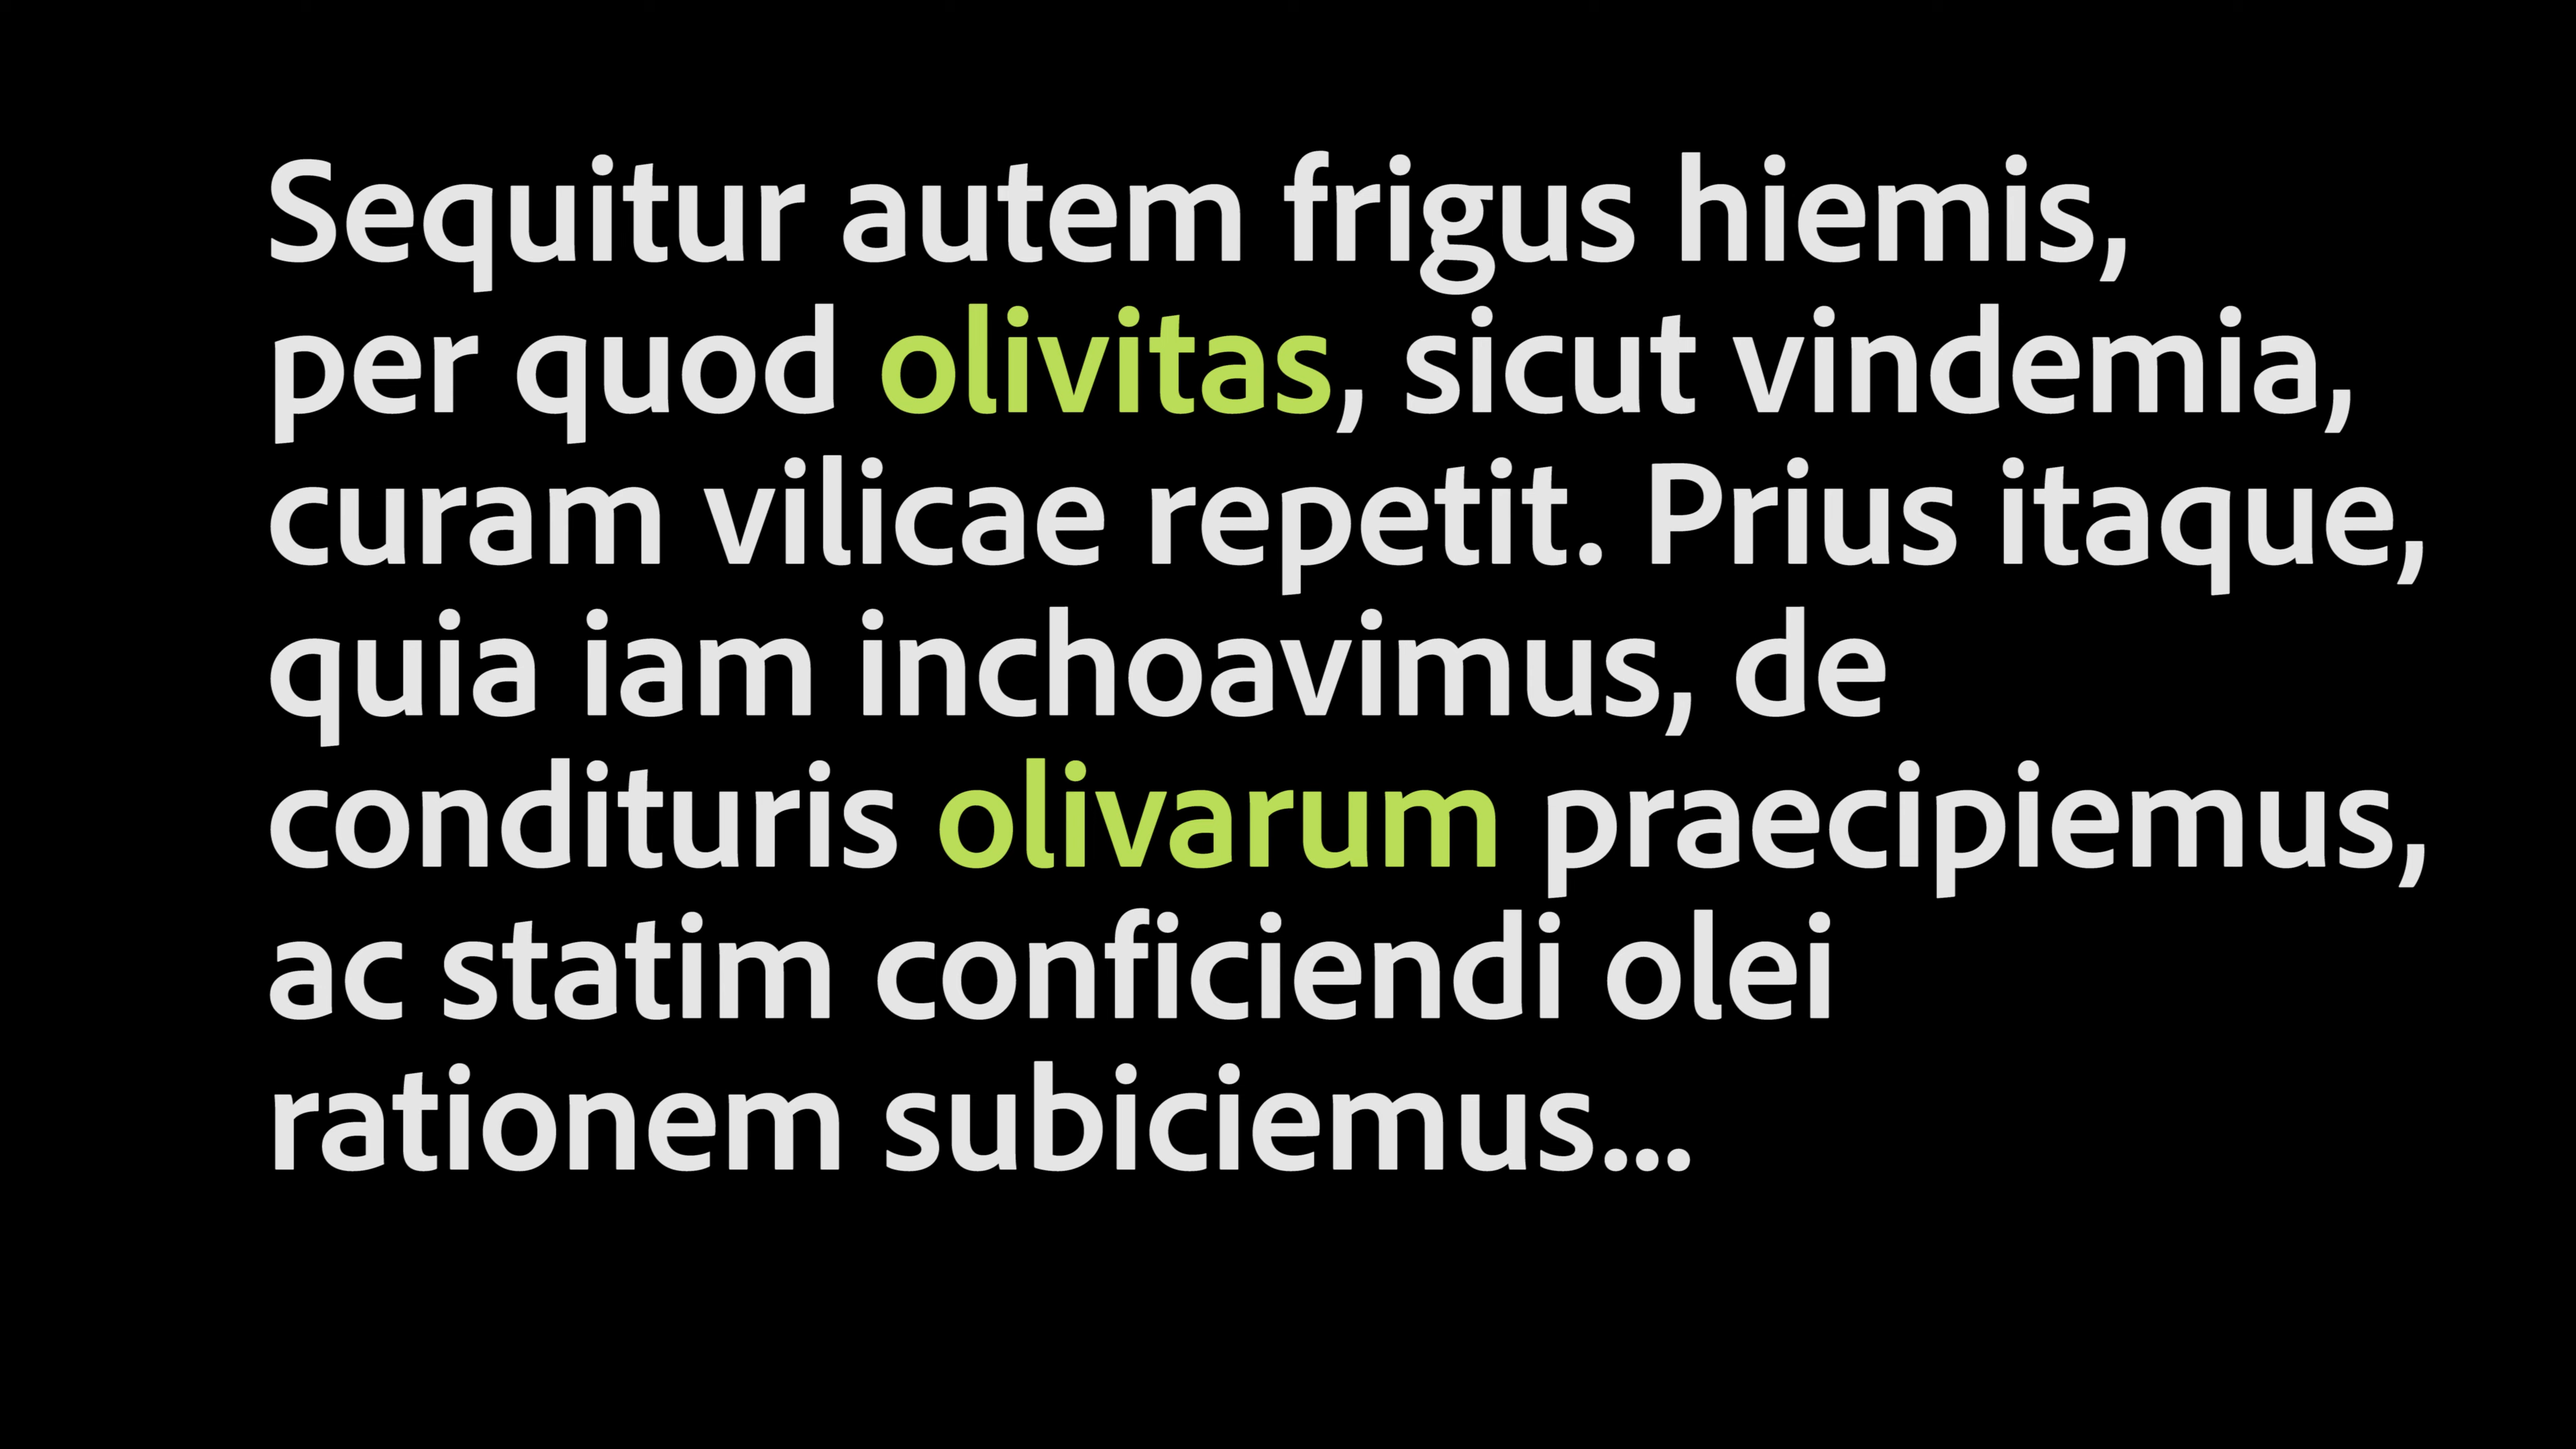 Sequitur autem frigus hiemis,
per quod olivitas, sicut vindemia,
curam vilicae repetit. Prius itaque,
quia iam inchoavimus, de
condituris olivarum praecipiemus,
ac statim conficiendi olei
rationem subiciemus...